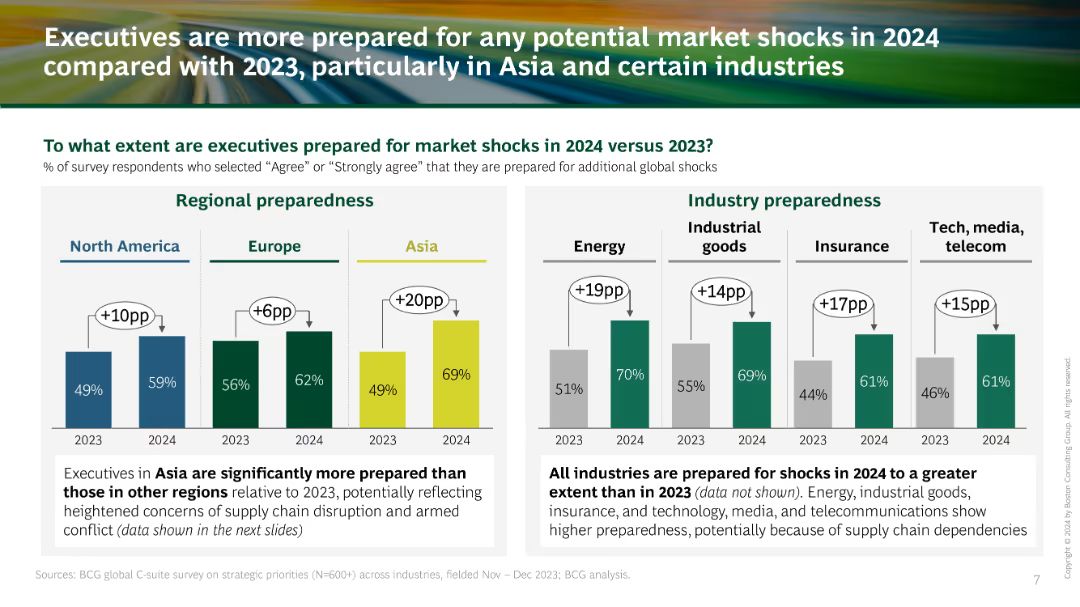 Executives are more prepared for any potential market shocks in 2024
compared with 2023, particularly in Asia and certain industries
To what extent are executives prepared for market shocks in 2024 versus 2023?
% of survey respondents who selected “Agree” or “Strongly agree” that they are prepared for additional global shocks
Regional preparedness
North America
Europe
Asia
+10pp
+6pp
+20pp
49%
59%
56%
62%
49%
69%
2023
2024
2023
2024
2023
2024
Executives in Asia are significantly more prepared than
those in other regions relative to 2023, potentially reflecting
heightened concerns of supply chain disruption and armed
conflict (data shown in the next slides)
Industry preparedness
Energy
Industrial
goods
Insurance
Tech, media,
telecom
+19pp
+14pp
+17pp
+15pp
51%
70%
55%
69%
44%
61%
46%
61%
2023
2024
2023
2024
2023
2024
2023
2024
All industries are prepared for shocks in 2024 to a greater
extent than in 2023 (data not shown). Energy, industrial goods,
insurance, and technology, media, and telecommunications show
higher preparedness, potentially because of supply chain dependencies
Sources: BCG global C-suite survey on strategic priorities (N=600+) across industries, fielded Nov – Dec 2023; BCG analysis.
7
Copyright © 2024 by Boston Consulting Group. All rights reserved.